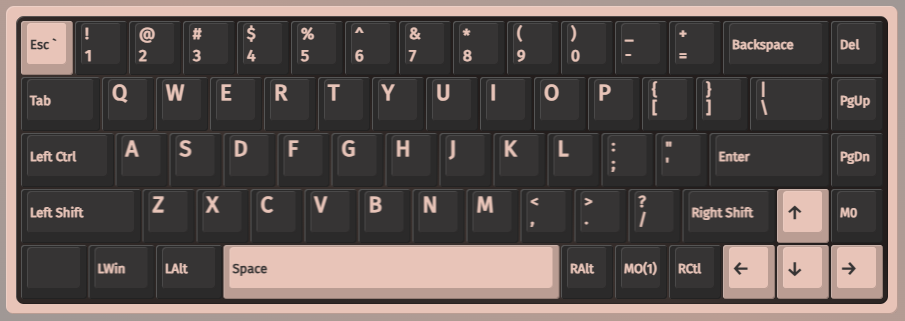 Esc ` ! 1 @ 2 # 3 $ 4 % 5 ^ 6 & 7 * 8 ( 9 ) 0 _ - + = Backspace Del
Tab Q W E R T Y U I O P { [ } ] | \ PgUp
Left Ctrl A S D F G H J K L : ; " ' Enter PgDn
Left Shift Z X C V B N M < , > . ? / Right Shift ↑ M0
LWin LAlt Space RAlt MO(1) RCtl ← ↓ →